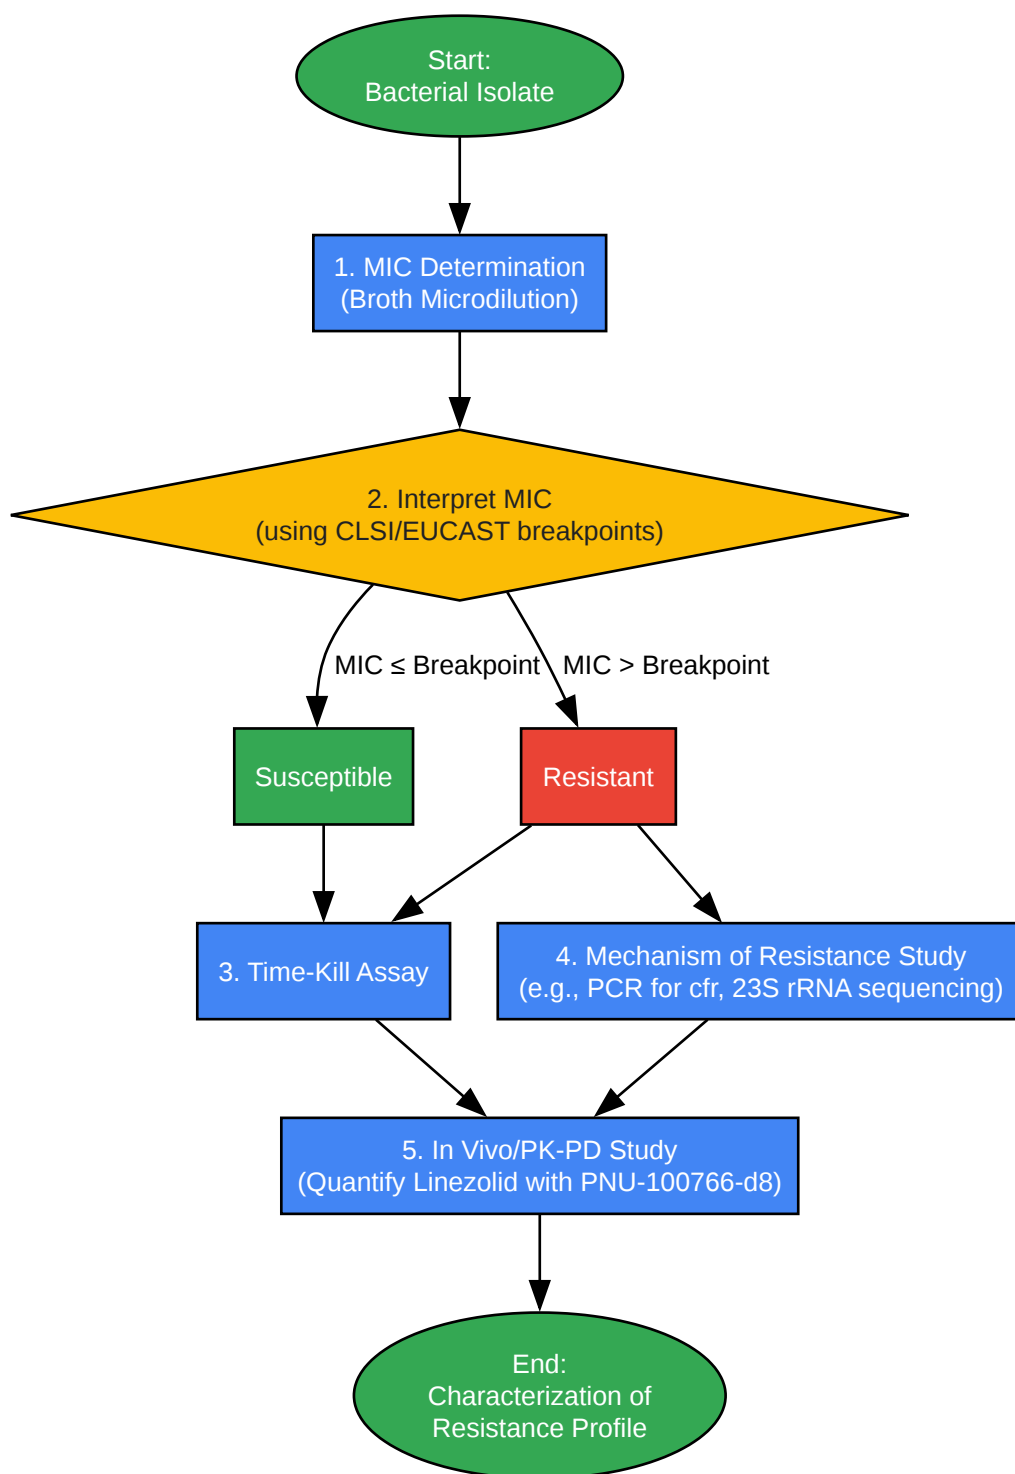 Start:
Bacterial Isolate
1. MIC Determination
(Broth Microdilution)
2. Interpret MIC
(using CLSI/EUCAST breakpoints)
MIC ≤ Breakpoint
MIC > Breakpoint
Susceptible
Resistant
3. Time-Kill Assay
4. Mechanism of Resistance Study
(e.g., PCR for cfr, 23S rRNA sequencing)
5. In Vivo/PK-PD Study
(Quantify Linezolid with PNU-100766-d8)
End:
Characterization of
Resistance Profile